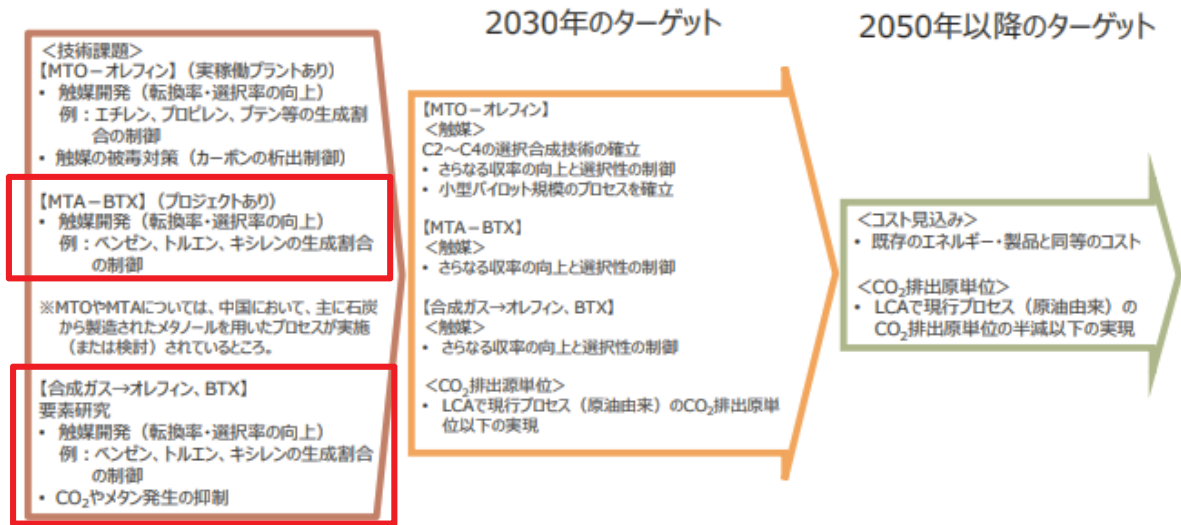 2030年のターゲット
2050年以降のターゲット
＜技術課題＞
【MTO－オレフィン】（実稼働プラントあり）
• 触媒開発（転換率・選択率の向上）
例：エチレン、プロピレン、ブテン等の生成割
合の制御
• 触媒の被毒対策（カーボンの析出制御）
【MTA－BTX】（プロジェクトあり）
• 触媒開発（転換率・選択率の向上）
例：ベンゼン、トルエン、キシレンの生成割合
の制御
※MTOやMTAについては、中国において、主に石炭
から製造されたメタノールを用いたプロセスが実施
（または検討）されているところ。
【合成ガス→オレフィン、BTX】
要素研究
• 触媒開発（転換率・選択率の向上）
例：ベンゼン、トルエン、キシレンの生成割合
の制御
• CO₂やメタン発生の抑制
【MTO－オレフィン】
＜触媒＞
C2～C4の選択合成技術の確立
• さらなる収率の向上と選択性の制御
• 小型パイロット規模のプロセスを確立
【MTA－BTX】
＜触媒＞
• さらなる収率の向上と選択性の制御
【合成ガス→オレフィン、BTX】
＜触媒＞
• さらなる収率の向上と選択性の制御
＜CO₂排出源単位＞
• LCAで現行プロセス（原油由来）のCO₂排出原単
位以下の実現
＜コスト見込み＞
• 既存のエネルギー・製品と同等のコスト
＜CO₂排出原単位＞
• LCAで現行プロセス（原油由来）の
CO₂排出原単位の半減以下の実現